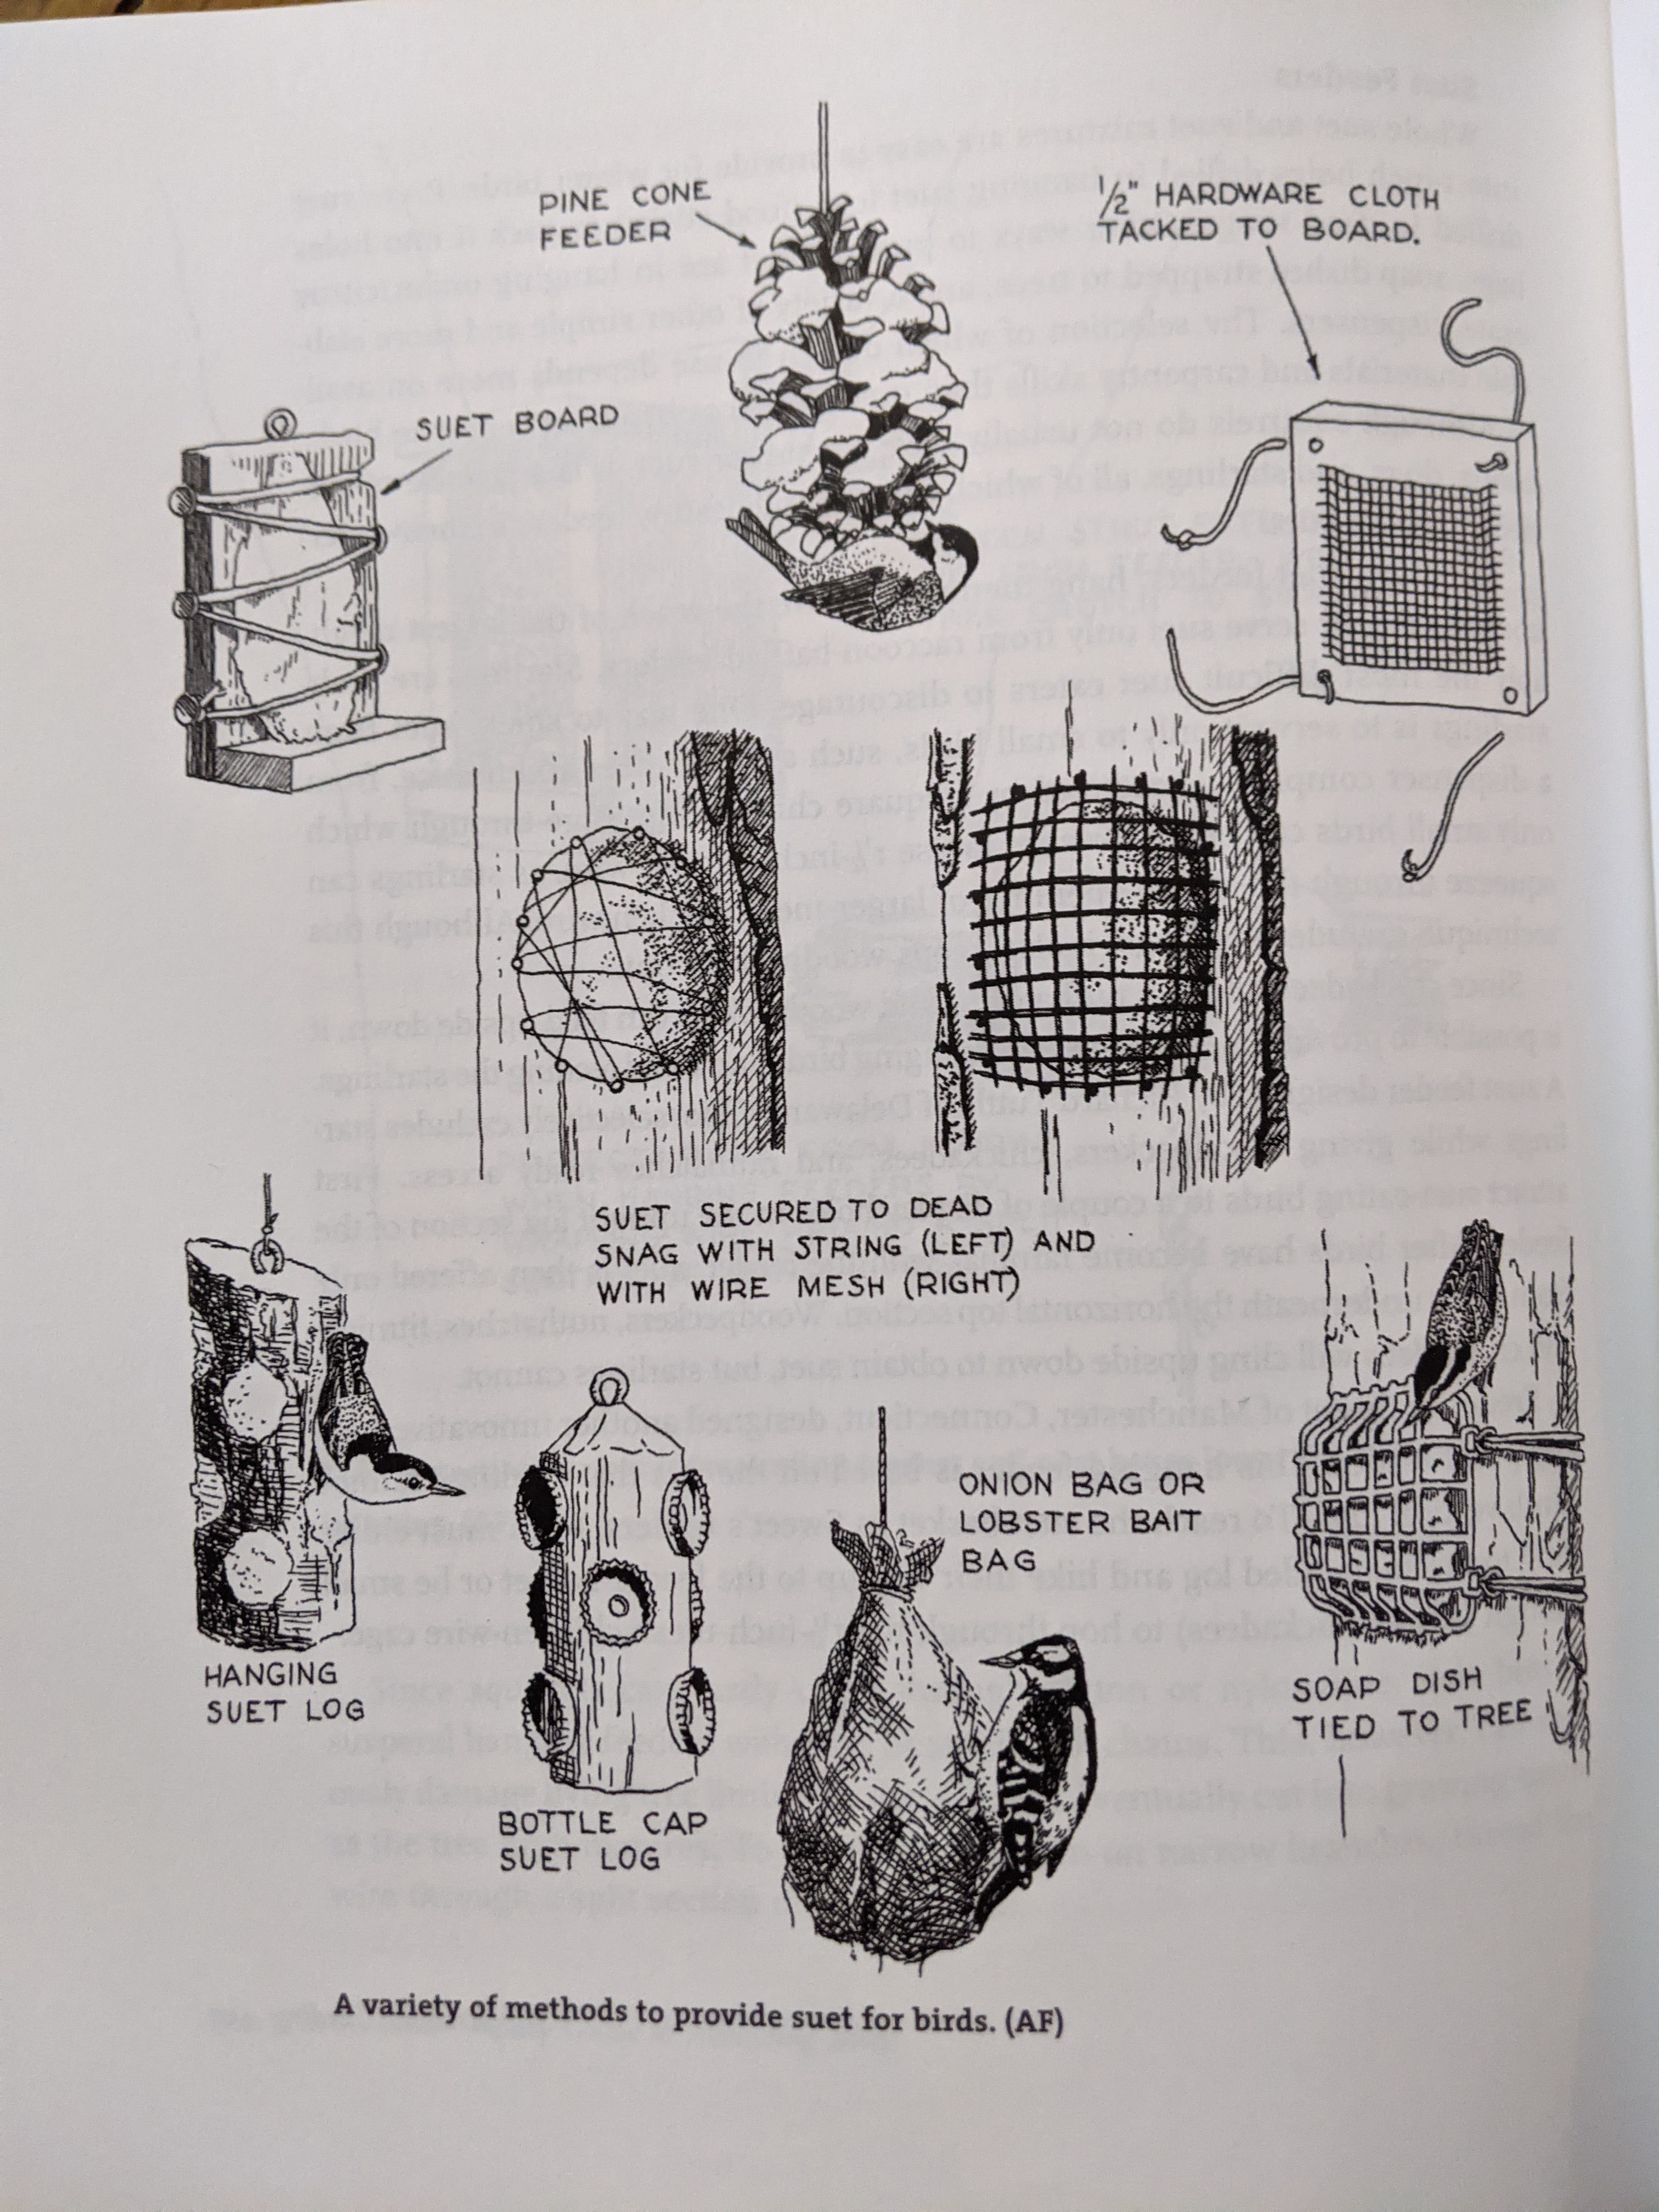 PINE CONE
FEEDER
1/2" HARDWARE CLOTH
TACKED TO BOARD.
SUET BOARD
SUET SECURED TO DEAD
SNAG WITH STRING (LEFT) AND
WITH WIRE MESH (RIGHT)
HANGING
SUET LOG
BOTTLE CAP
SUET LOG
ONION BAG OR
LOBSTER BAIT
BAG
SOAP DISH
TIED TO TREE
A variety of methods to provide suet for birds. (AF)